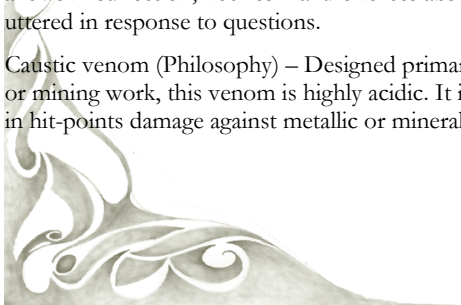 uttered in response to questions.
Caustic venom (Philosophy) – Designed primar
or mining work, this venom is highly acidic. It i
in hit-points damage against metallic or mineral